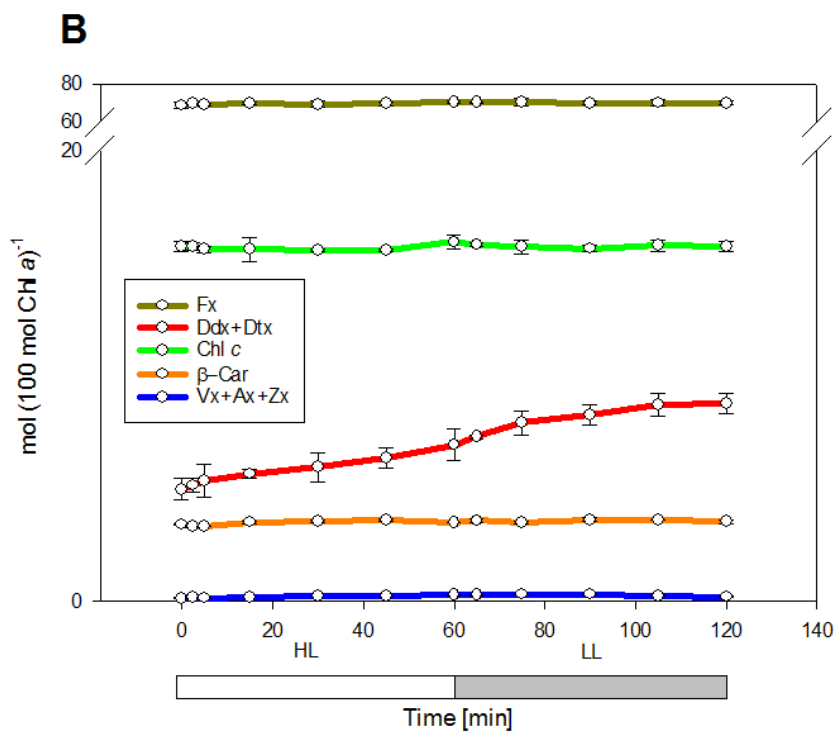 B
80
60
20
mol (100 mol Chl a)⁻¹
Fx
Ddx+Dtx
Chl c
β–Car
Vx+Ax+Zx
0
0 20 40 60 80 100 120 140
HL LL
Time [min]